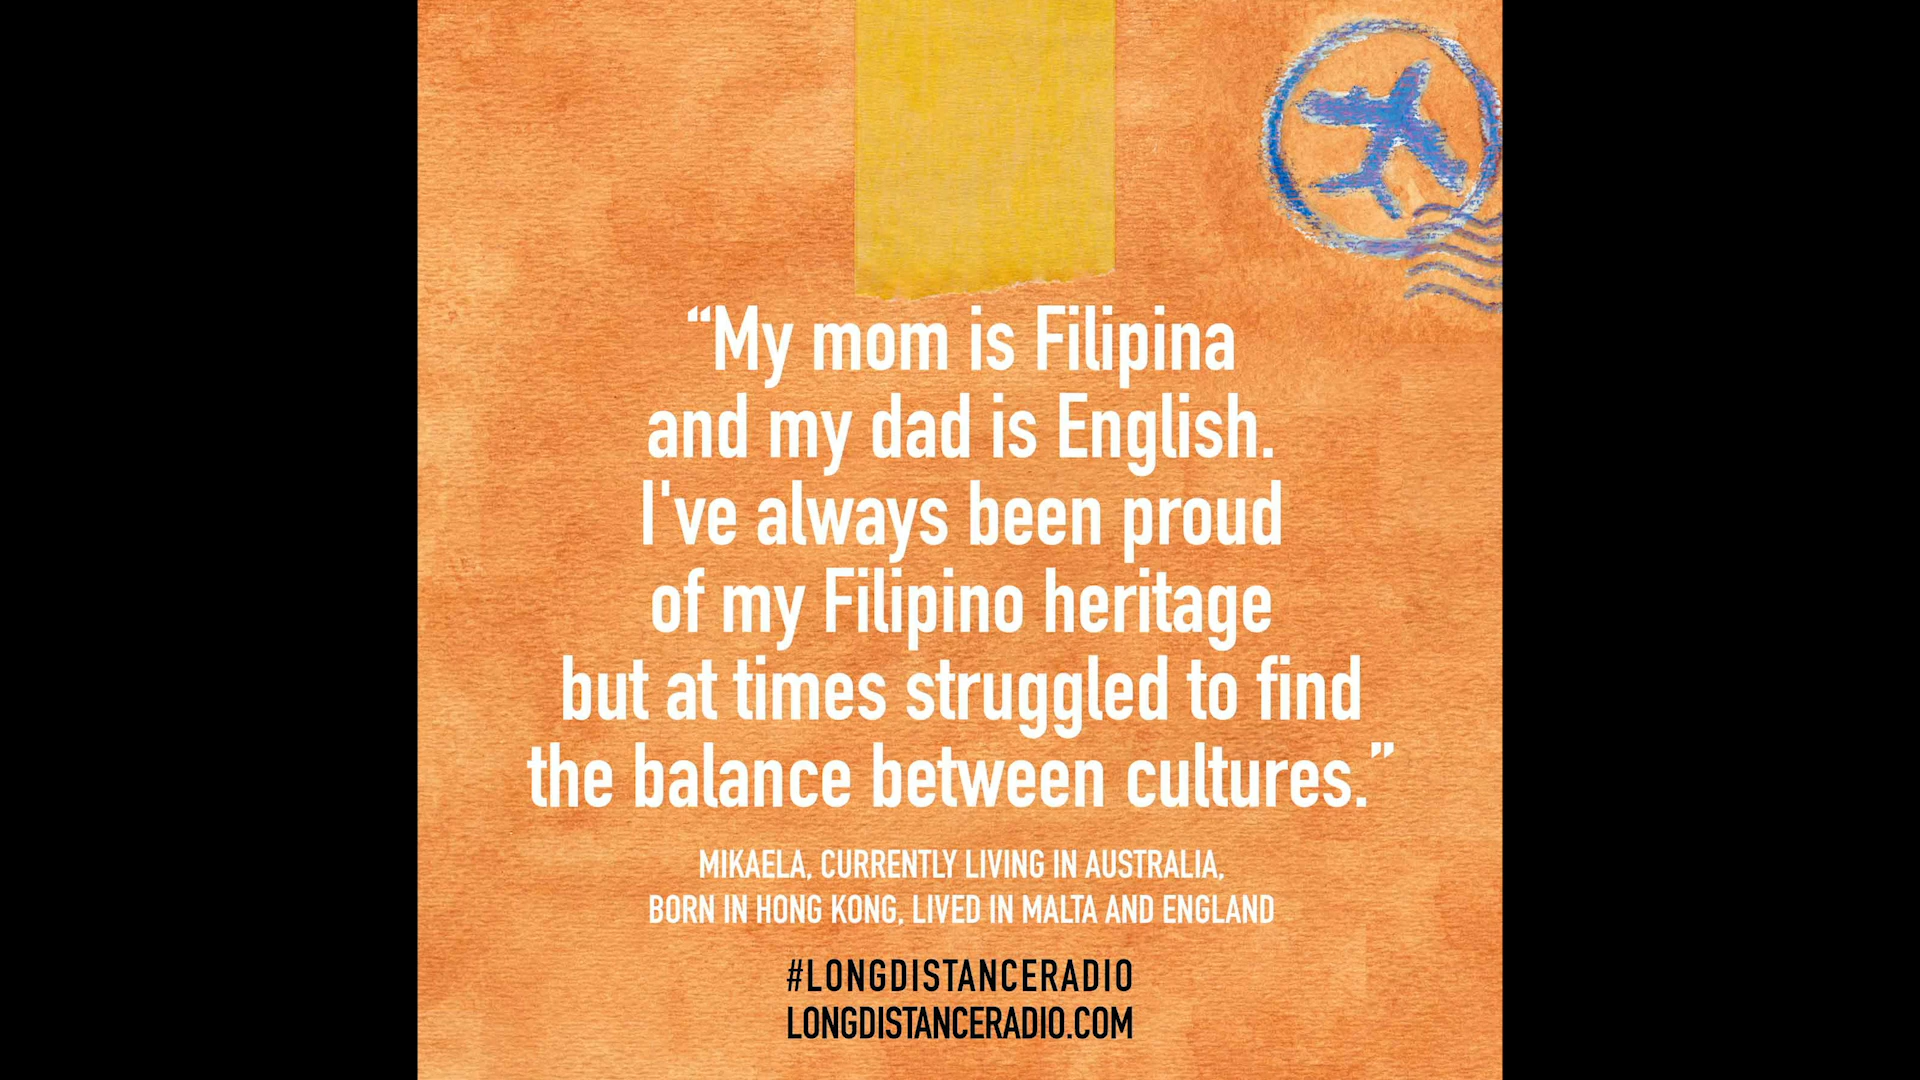 “My mom is Filipina
and my dad is English.
I've always been proud
of my Filipino heritage
but at times struggled to find
the balance between cultures.”
MIKAELA, CURRENTLY LIVING IN AUSTRALIA,
BORN IN HONG KONG, LIVED IN MALTA AND ENGLAND
#LONGDISTANCERADIO
LONGDISTANCERADIO.COM